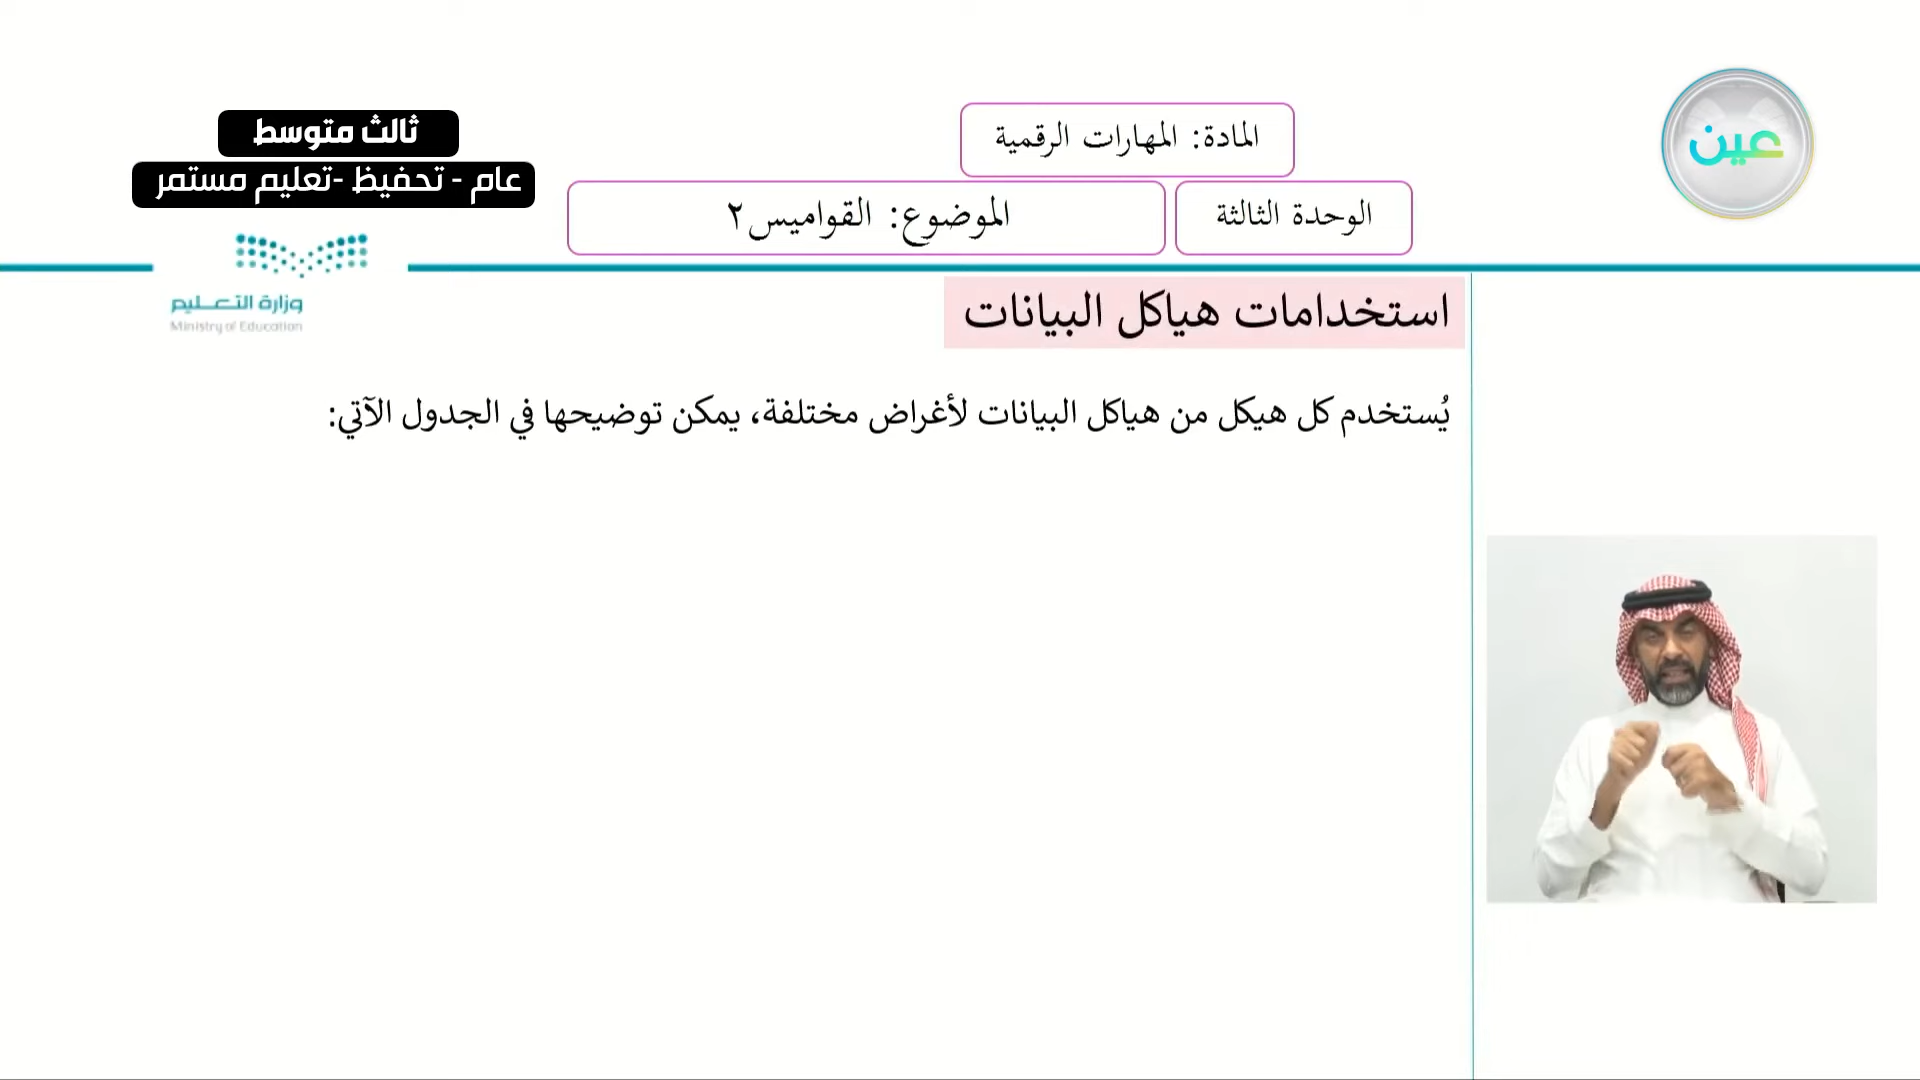 عين
المادة: المهارات الرقمية
ثالث متوسط
عام - تحفيظ -تعليم مستمر
الوحدة الثالثة
الموضوع: القواميس٢
وزارة التعليم
Ministry of Education
استخدامات هياكل البيانات
يُستخدم كل هيكل من هياكل البيانات لأغراض مختلفة، يمكن توضيحها في الجدول الآتي: